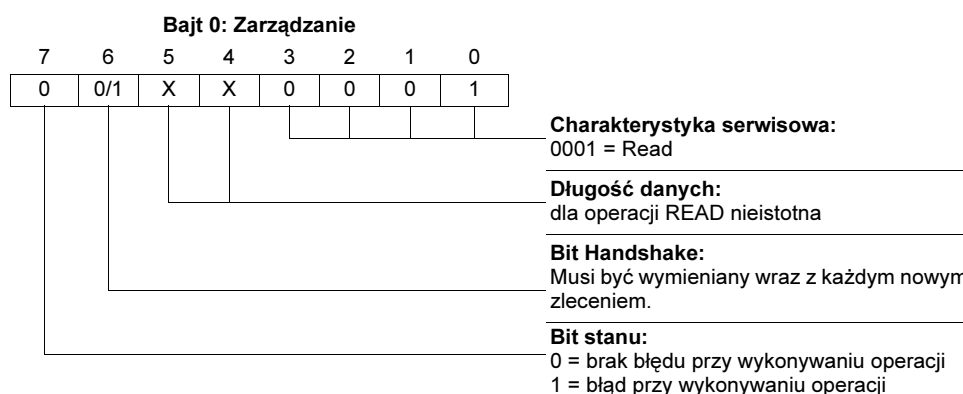 Bajt 0: Zarządzanie
7 6 5 4 3 2 1 0
0 0/1 X X 0 0 0 1
Charakterystyka serwisowa:
0001 = Read
Długość danych:
dla operacji READ nieistotna
Bit Handshake:
Musi być wymieniany wraz z każdym nowym
zleceniem.
Bit stanu:
0 = brak błędu przy wykonywaniu operacji
1 = błąd przy wykonywaniu operacji